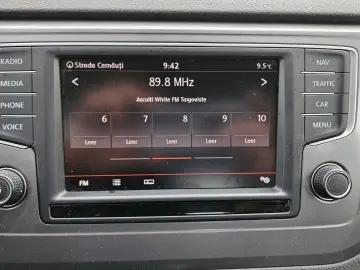 Strada Cernăuți 9:42 9.5 °C
RADIO NAV
< 89.8 MHz >
MEDIA TRAFFIC
Asculti White FM Targoviste
PHONE CAR
6 7 8 9 10
VOICE MENU
Leer Leer Leer Leer Leer
FM